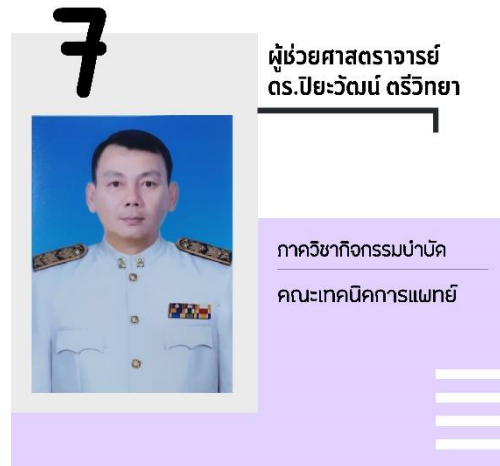 7
ผู้ช่วยศาสตราจารย์
ดร.ปิยะวัฒน์ ตรีวิทยา
ภาควิชากิจกรรมบำบัด
คณะเทคนิคการแพทย์